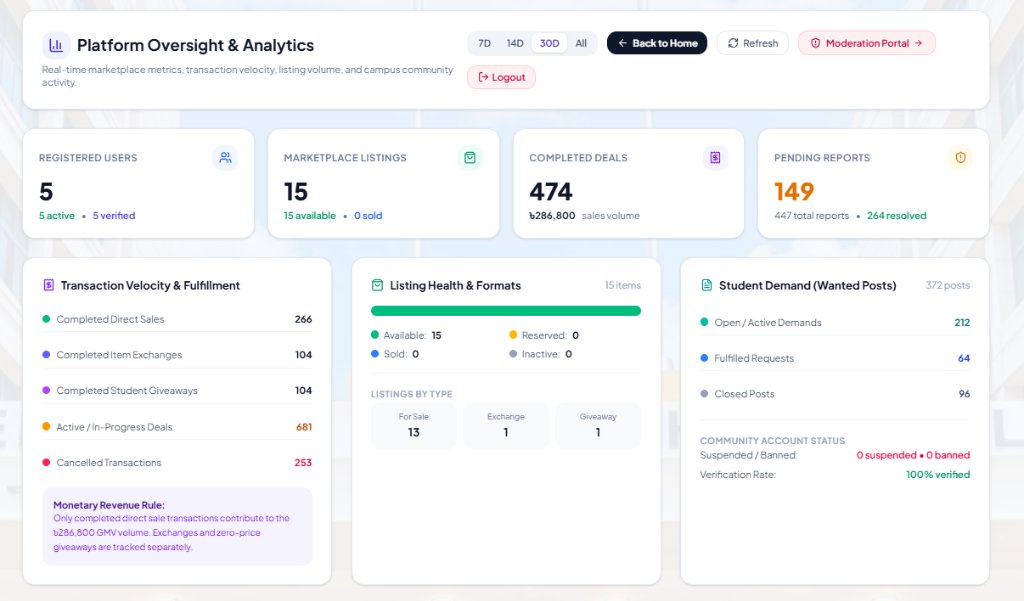 Platform Oversight & Analytics
Real-time marketplace metrics, transaction velocity, listing volume, and campus community
activity.
7D 14D 30D All
← Back to Home
Refresh
Moderation Portal →
Logout
REGISTERED USERS
5
5 active • 5 verified
MARKETPLACE LISTINGS
15
15 available • 0 sold
COMPLETED DEALS
474
৳286,800 sales volume
PENDING REPORTS
149
447 total reports • 264 resolved
Transaction Velocity & Fulfillment
Completed Direct Sales 266
Completed Item Exchanges 104
Completed Student Giveaways 104
Active / In-Progress Deals 681
Cancelled Transactions 253
Monetary Revenue Rule:
Only completed direct sale transactions contribute to the
৳286,800 GMV volume. Exchanges and zero-price
giveaways are tracked separately.
Listing Health & Formats 15 items
Available: 15 Reserved: 0
Sold: 0 Inactive: 0
LISTINGS BY TYPE
For Sale Exchange Giveaway
13 1 1
Student Demand (Wanted Posts) 372 posts
Open / Active Demands 212
Fulfilled Requests 64
Closed Posts 96
COMMUNITY ACCOUNT STATUS
Suspended / Banned: 0 suspended • 0 banned
Verification Rate: 100% verified